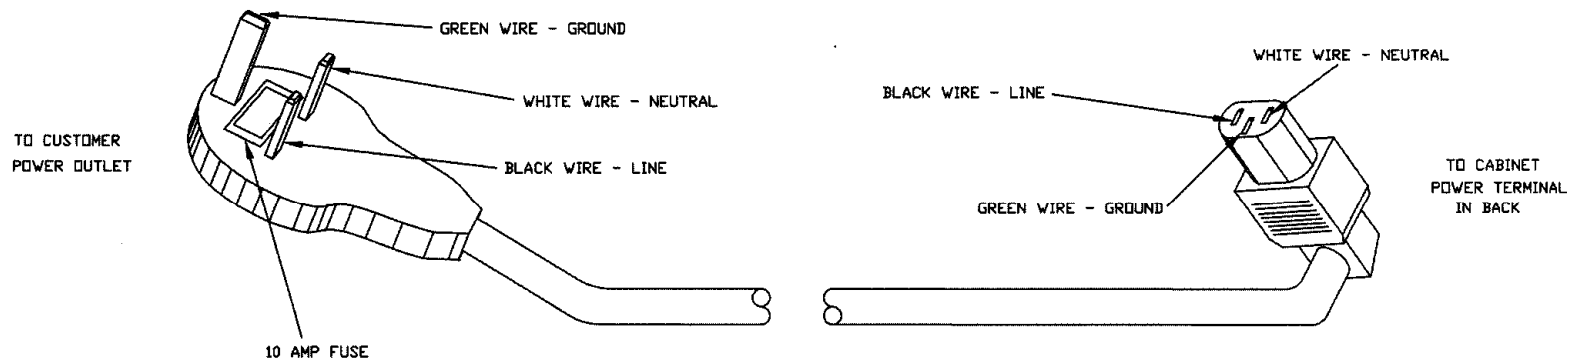 GREEN WIRE - GROUND
WHITE WIRE - NEUTRAL
TO CUSTOMER
POWER OUTLET
BLACK WIRE - LINE
10 AMP FUSE
WHITE WIRE - NEUTRAL
BLACK WIRE - LINE
GREEN WIRE - GROUND
TO CABINET
POWER TERMINAL
IN BACK